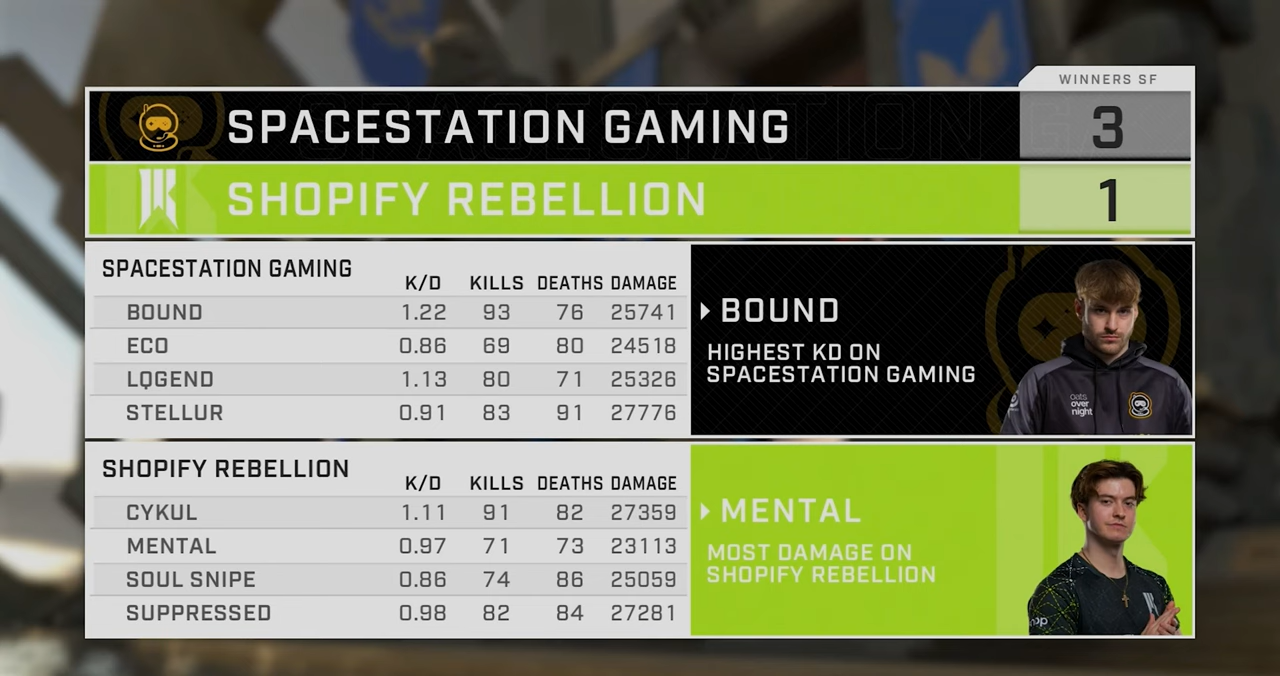 WINNERS SF
SPACESTATION GAMING 3
SHOPIFY REBELLION 1
SPACESTATION GAMING K/D KILLS DEATHS DAMAGE
BOUND 1.22 93 76 25741
ECO 0.86 69 80 24518
LQGEND 1.13 80 71 25326
STELLUR 0.91 83 91 27776
BOUND
HIGHEST KD ON
SPACESTATION GAMING
oats
over
night
SHOPIFY REBELLION K/D KILLS DEATHS DAMAGE
CYKUL 1.11 91 82 27359
MENTAL 0.97 71 73 23113
SOUL SNIPE 0.86 74 86 25059
SUPPRESSED 0.98 82 84 27281
MENTAL
MOST DAMAGE ON
SHOPIFY REBELLION